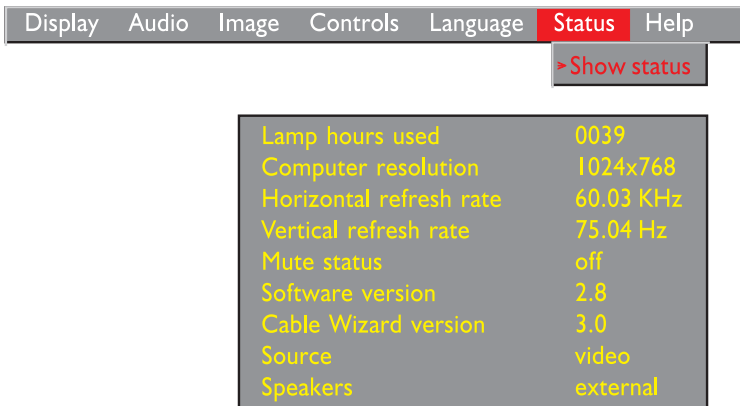 Display Audio Image Controls Language Status Help
>Show status
Lamp hours used 0039
Computer resolution 1024x768
Horizontal refresh rate 60.03 KHz
Vertical refresh rate 75.04 Hz
Mute status off
Software version 2.8
Cable Wizard version 3.0
Source video
Speakers external